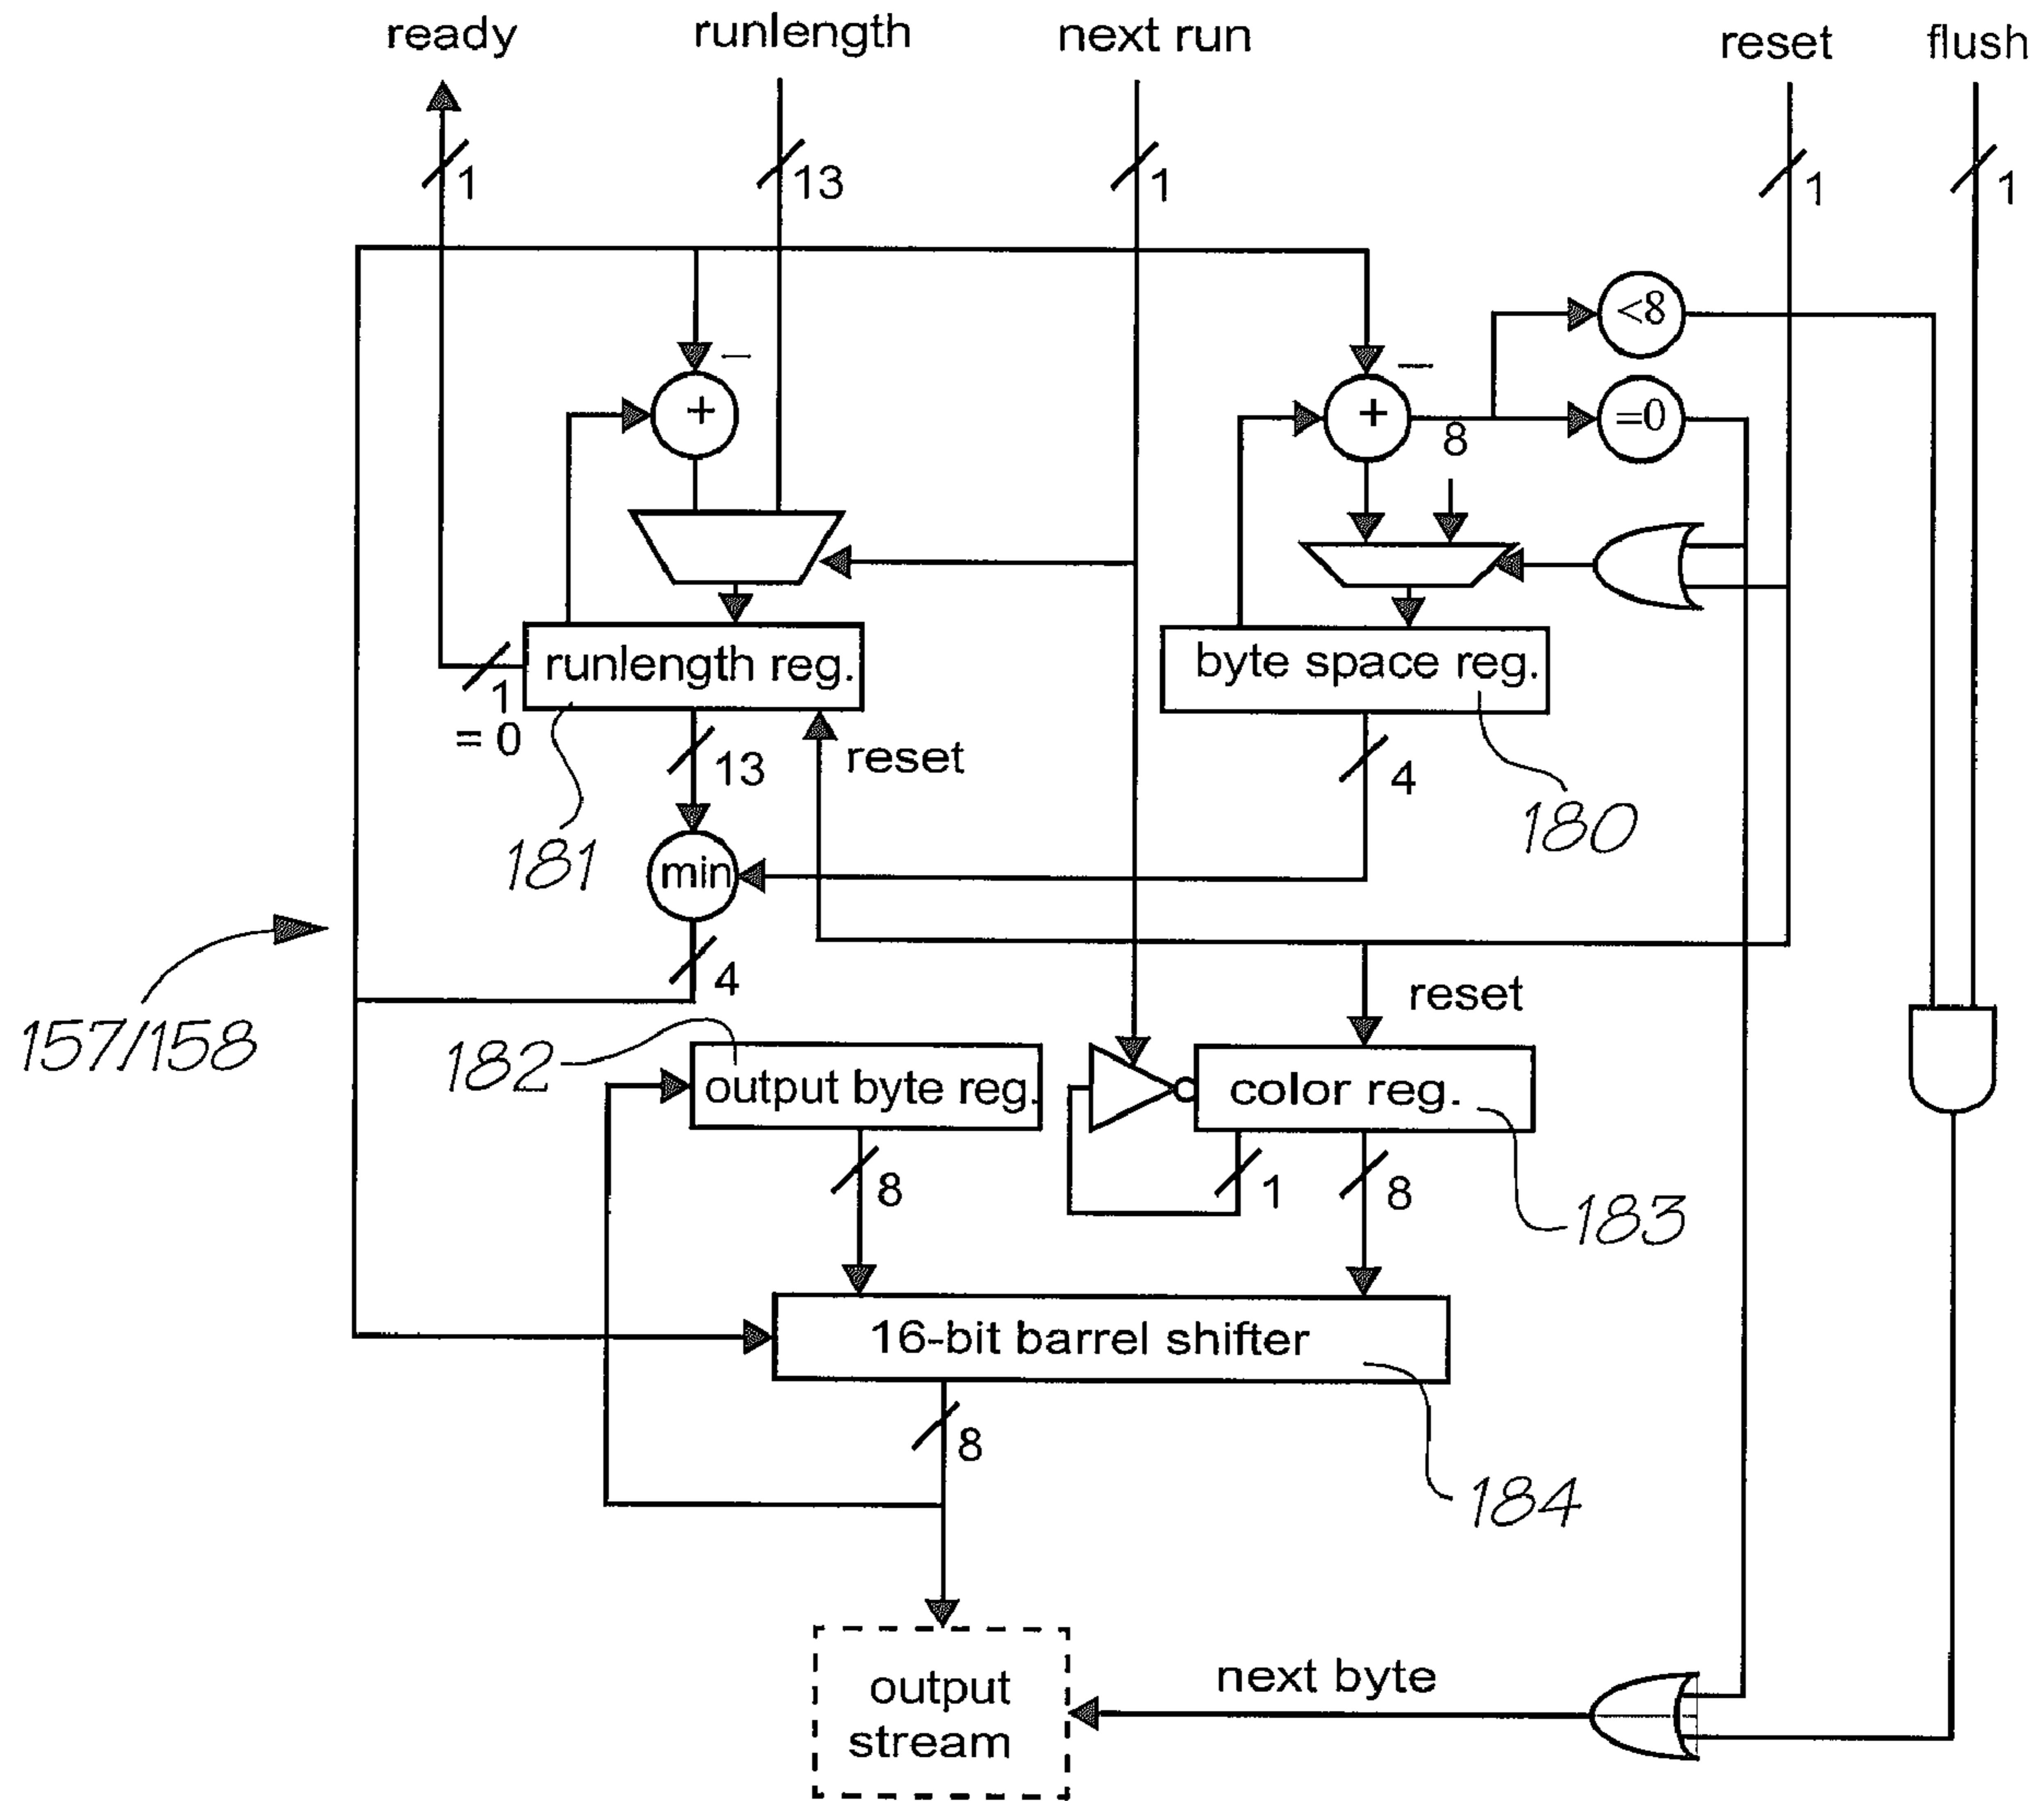 ready
runlength
next run
reset
flush
1
13
1
1
1
−
+
−
+
<8
=0
8
runlength reg.
byte space reg.
1
= 0
13
reset
4
181
180
min
4
157/158
reset
182
output byte reg.
color reg.
8
1
8
183
16-bit barrel shifter
8
184
output
stream
next byte